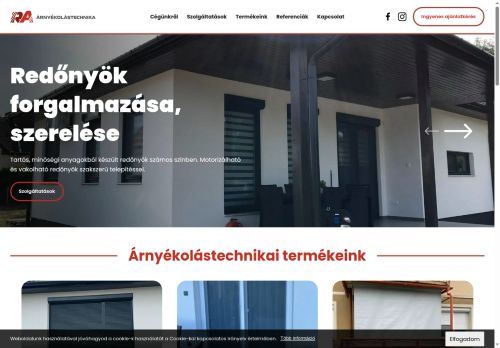 RA ÁRNYÉKOLÁSTECHNIKA
Cégünkről Szolgáltatások Termékeink Referenciák Kapcsolat
Ingyenes ajánlatkérés
Redőnyök
forgalmazása,
szerelése
Tartós, minőségi anyagokból készült redőnyök számos színben. Motorizálható
és vakolható redőnyök szakszerű telepítéssel.
Szolgáltatások
Árnyékolástechnikai termékeink
Weboldalunk használatával jóváhagyod a cookie-k használatát a Cookie-kal kapcsolatos irányelv értelmében. Több információ
Elfogadom